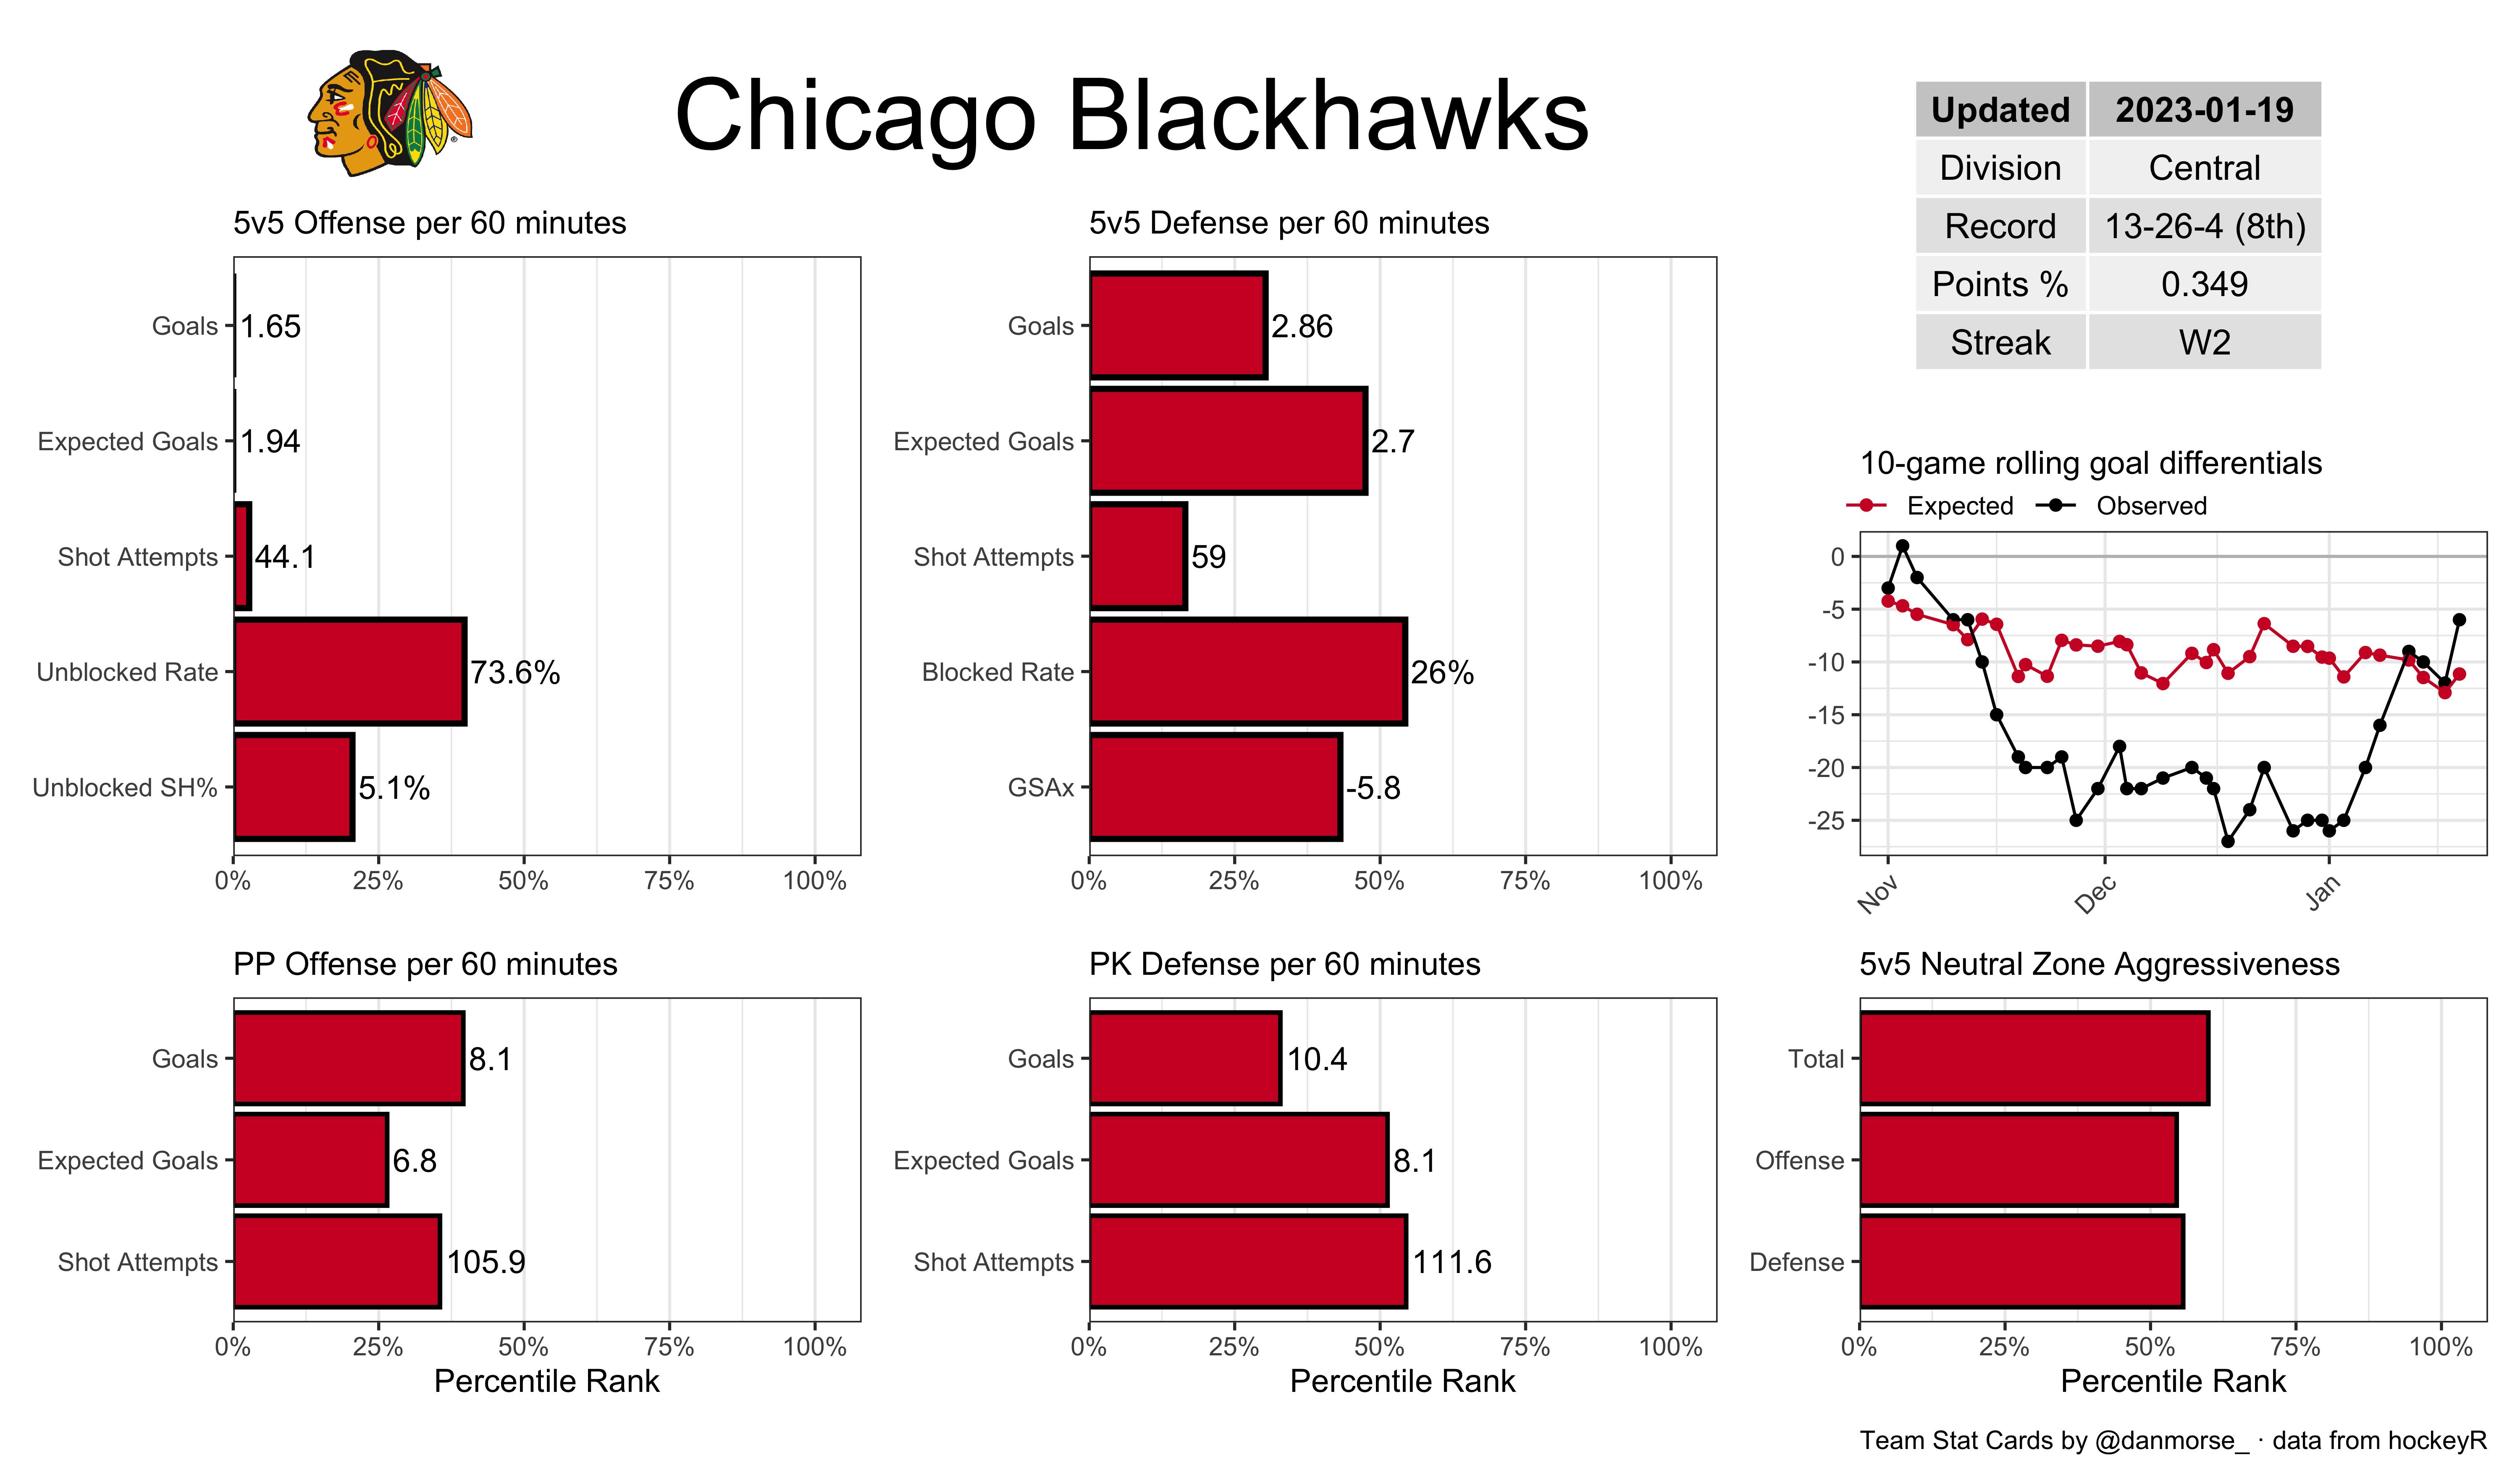 Chicago Blackhawks
Updated 2023-01-19
Division Central
Record 13-26-4 (8th)
Points % 0.349
Streak W2
5v5 Offense per 60 minutes
Goals 1.65
Expected Goals 1.94
Shot Attempts 44.1
Unblocked Rate 73.6%
Unblocked SH% 5.1%
0% 25% 50% 75% 100%
5v5 Defense per 60 minutes
Goals 2.86
Expected Goals 2.7
Shot Attempts 59
Blocked Rate 26%
GSAx -5.8
0% 25% 50% 75% 100%
10-game rolling goal differentials
Expected Observed
0
-5
-10
-15
-20
-25
Nov Dec Jan
PP Offense per 60 minutes
Goals 8.1
Expected Goals 6.8
Shot Attempts 105.9
0% 25% 50% 75% 100%
Percentile Rank
PK Defense per 60 minutes
Goals 10.4
Expected Goals 8.1
Shot Attempts 111.6
0% 25% 50% 75% 100%
Percentile Rank
5v5 Neutral Zone Aggressiveness
Total
Offense
Defense
0% 25% 50% 75% 100%
Percentile Rank
Team Stat Cards by @danmorse_ · data from hockeyR